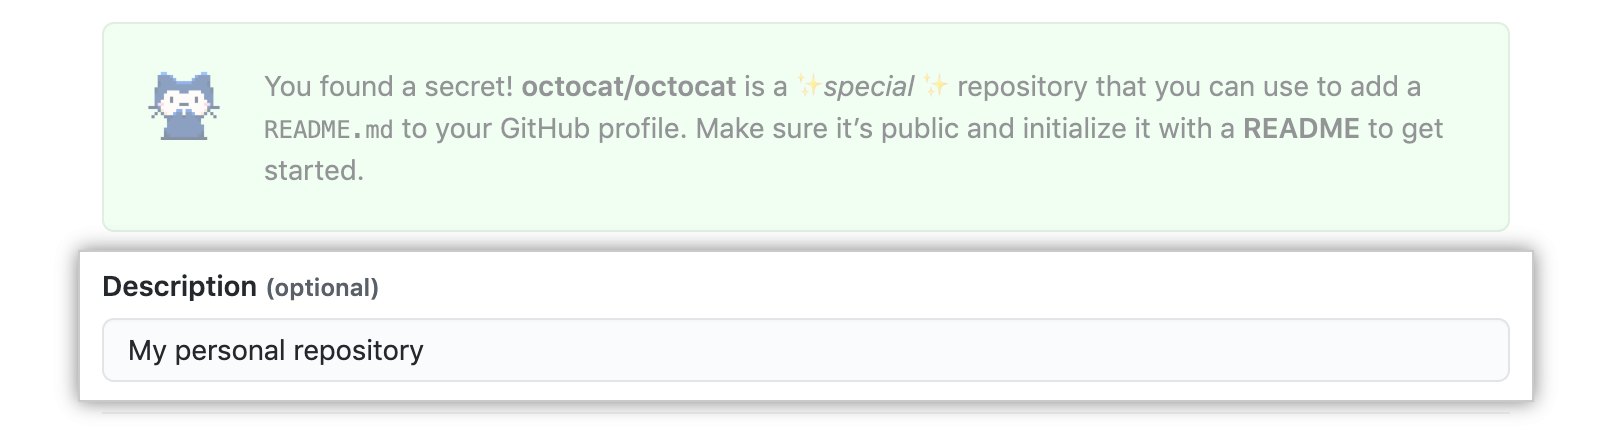 You found a secret! octocat/octocat is a ✨special ✨ repository that you can use to add a
README.md to your GitHub profile. Make sure it’s public and initialize it with a README to get
started.
Description (optional)
My personal repository